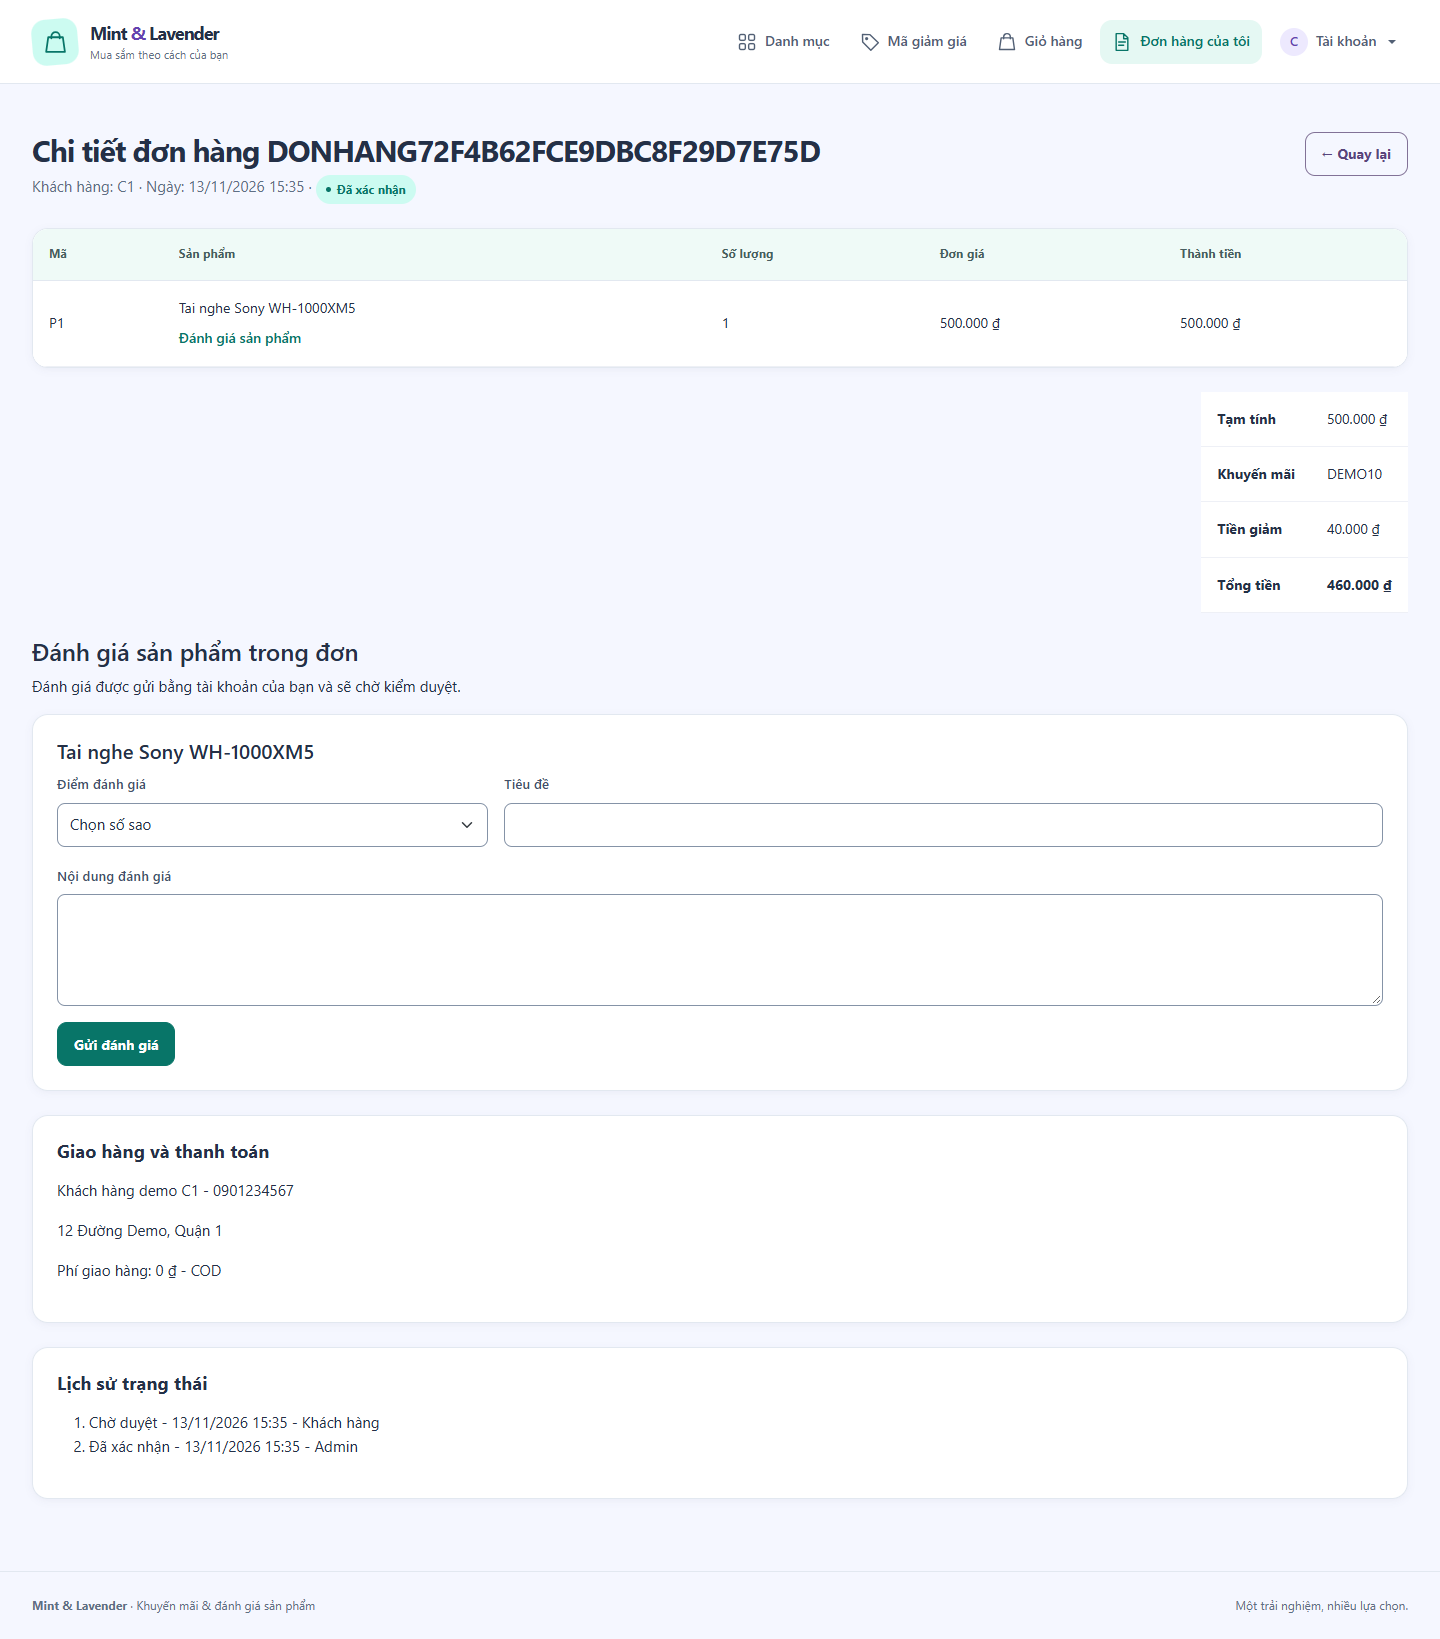 Mint & Lavender
Mua sắm theo cách của bạn
Danh mục
Mã giảm giá
Giỏ hàng
Đơn hàng của tôi
C
Tài khoản
Chi tiết đơn hàng DONHANG72F4B62FCE9DBC8F29D7E75D
← Quay lại
Khách hàng: C1 · Ngày: 13/11/2026 15:35 · • Đã xác nhận
Mã Sản phẩm Số lượng Đơn giá Thành tiền
P1 Tai nghe Sony WH-1000XM5 1 500.000 ₫ 500.000 ₫
Đánh giá sản phẩm
Tạm tính 500.000 ₫
Khuyến mãi DEMO10
Tiền giảm 40.000 ₫
Tổng tiền 460.000 ₫
Đánh giá sản phẩm trong đơn
Đánh giá được gửi bằng tài khoản của bạn và sẽ chờ kiểm duyệt.
Tai nghe Sony WH-1000XM5
Điểm đánh giá Tiêu đề
Chọn số sao
Nội dung đánh giá
Gửi đánh giá
Giao hàng và thanh toán
Khách hàng demo C1 - 0901234567
12 Đường Demo, Quận 1
Phí giao hàng: 0 ₫ - COD
Lịch sử trạng thái
1. Chờ duyệt - 13/11/2026 15:35 - Khách hàng
2. Đã xác nhận - 13/11/2026 15:35 - Admin
Mint & Lavender · Khuyến mãi & đánh giá sản phẩm
Một trải nghiệm, nhiều lựa chọn.